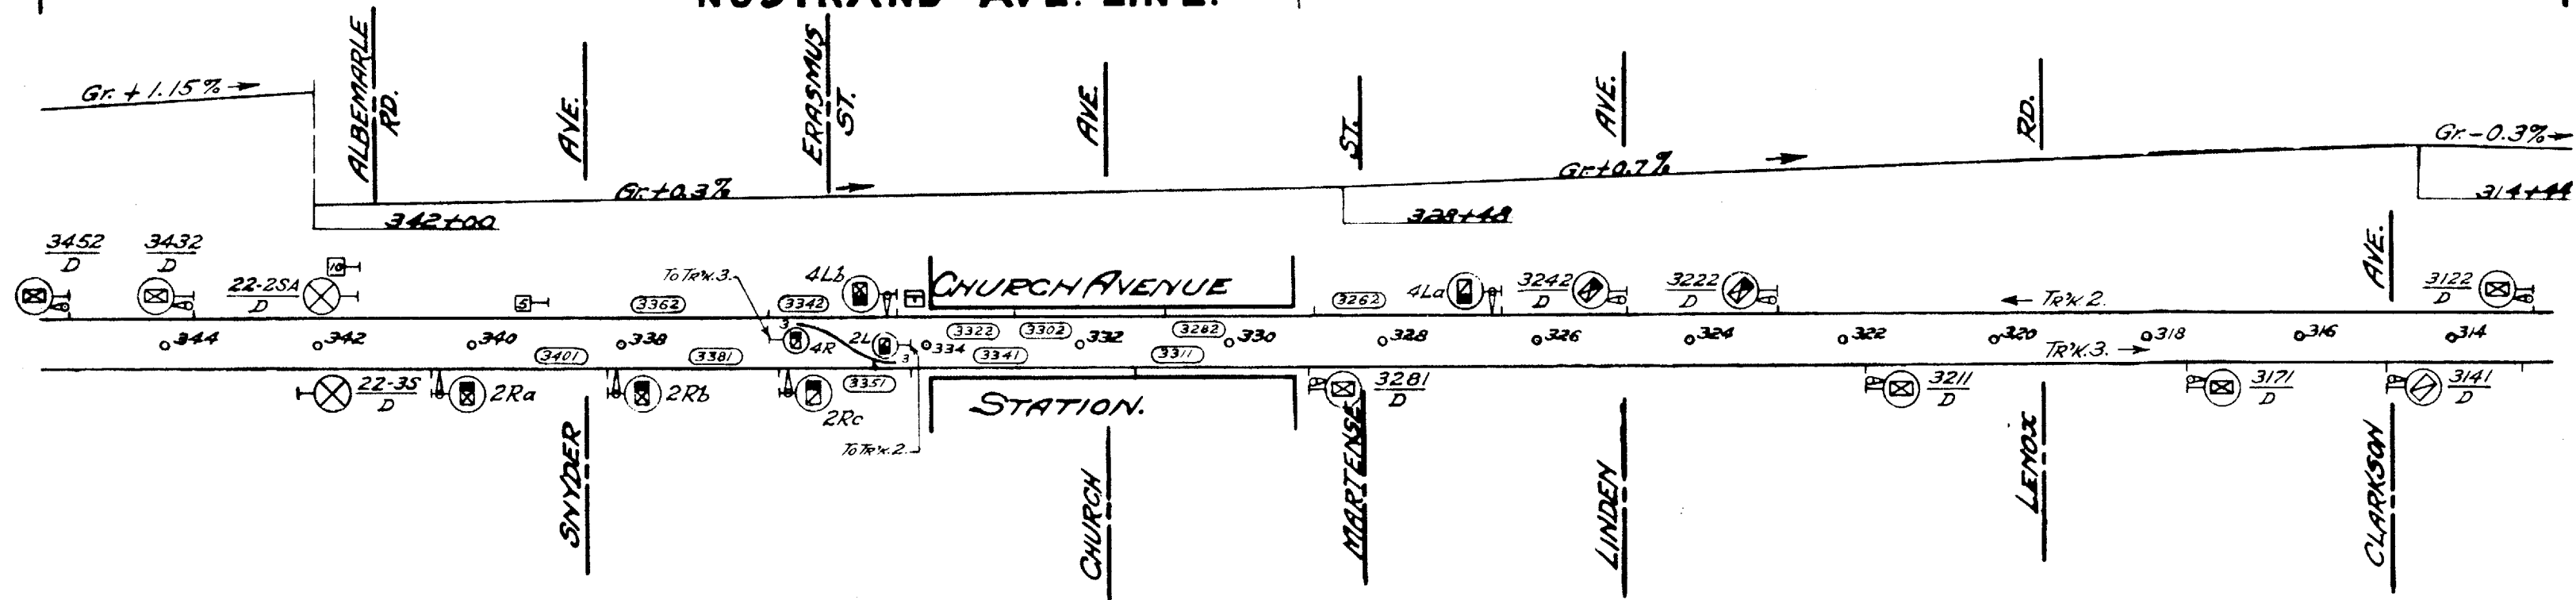 NOSTRAND AVE. LINE.
Gr. + 1.15% →
ALBEMARLE
RD.
AVE.
ERASMUS
ST.
AVE.
ST.
AVE.
RD.
Gr.-0.3% →
Gr.+0.3% →
Gr.+0.7% →
342+00
328+48
314+44
AVE.
3452
D
3432
D
10
22-2SA
D
5
3362
To Tr'k. 3.
3342
4Lb
1
CHURCH AVENUE
3262
4La
3242
D
3222
D
← Tr'k 2.
3122
D
344
342
340
338
3
4R
2L
3
334
3322
3302
332
3282
330
328
326
324
322
320
318
316
314
3401
3381
3351
3341
3311
Tr'k. 3. →
22-3S
D
2Ra
2Rb
2Rc
To Tr'k. 2.
STATION.
3281
D
3211
D
3171
D
3141
D
SNYDER
CHURCH
MARTENSE
LINDEN
LENOX
CLARKSON